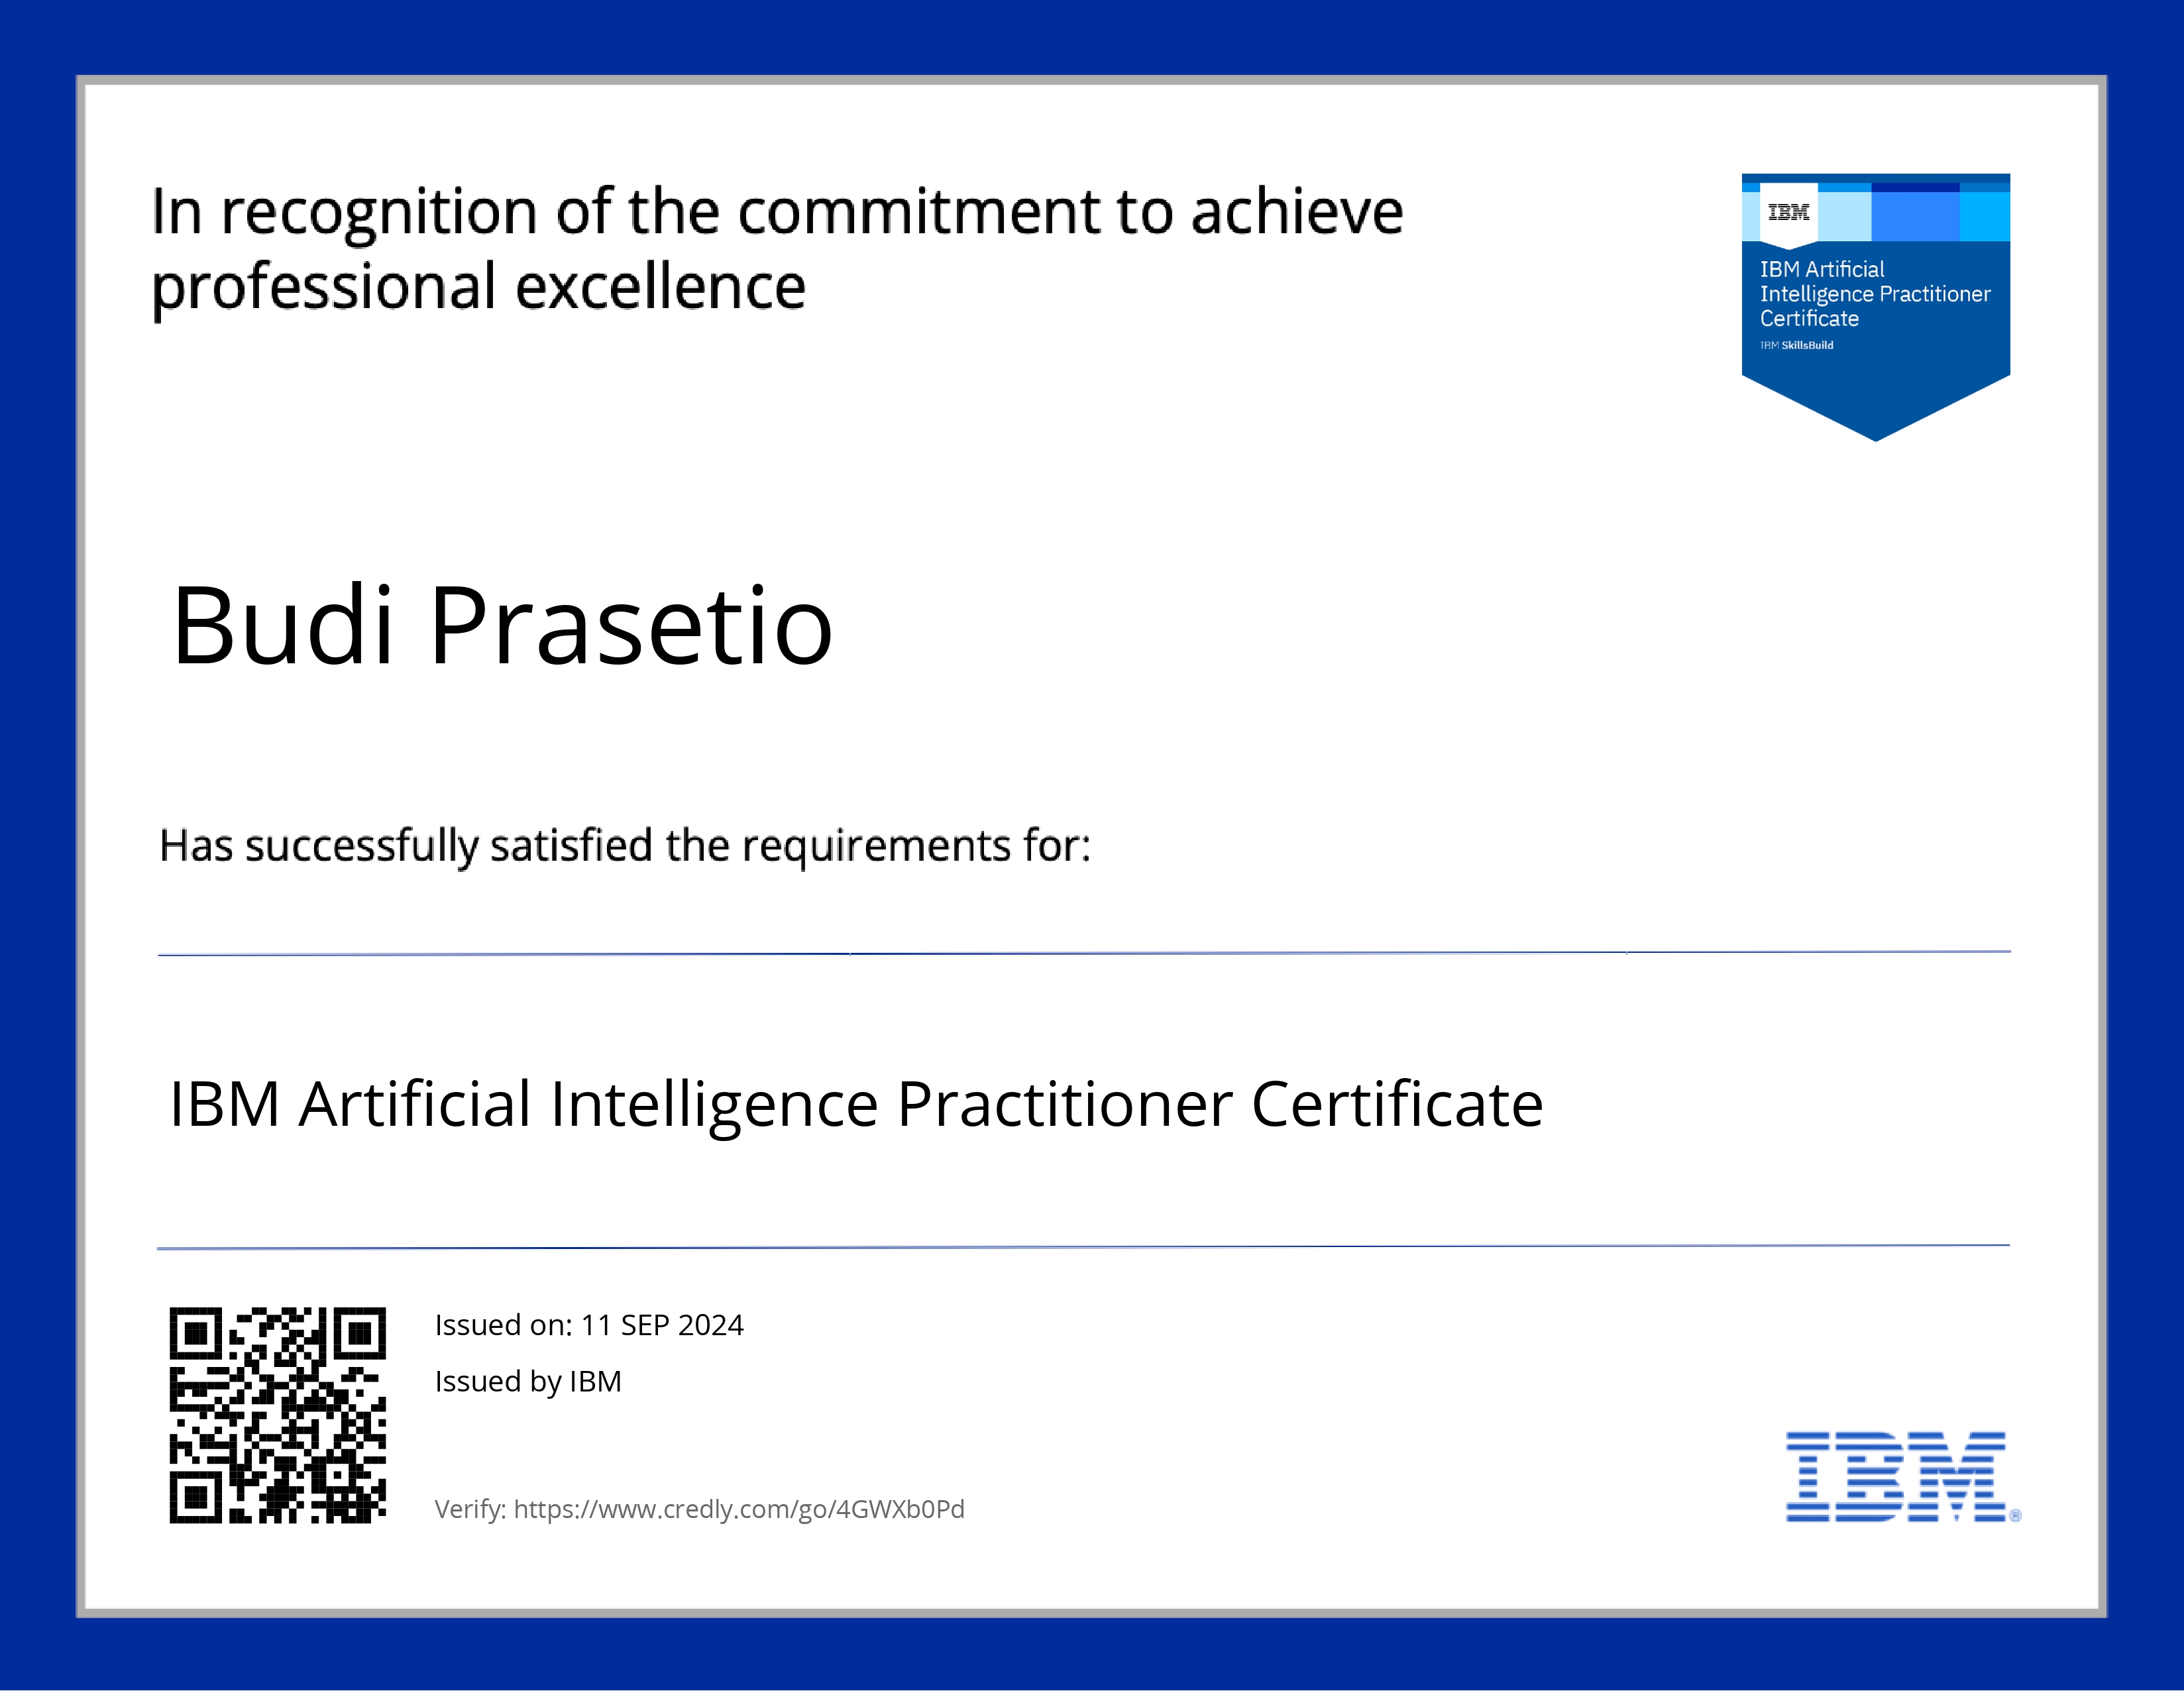 In recognition of the commitment to achieve
professional excellence
IBM
IBM Artificial
Intelligence Practitioner
Certificate
IBM SkillsBuild
Budi Prasetio
Has successfully satisfied the requirements for:
IBM Artificial Intelligence Practitioner Certificate
Issued on: 11 SEP 2024
Issued by IBM
Verify: https://www.credly.com/go/4GWXb0Pd
IBM®